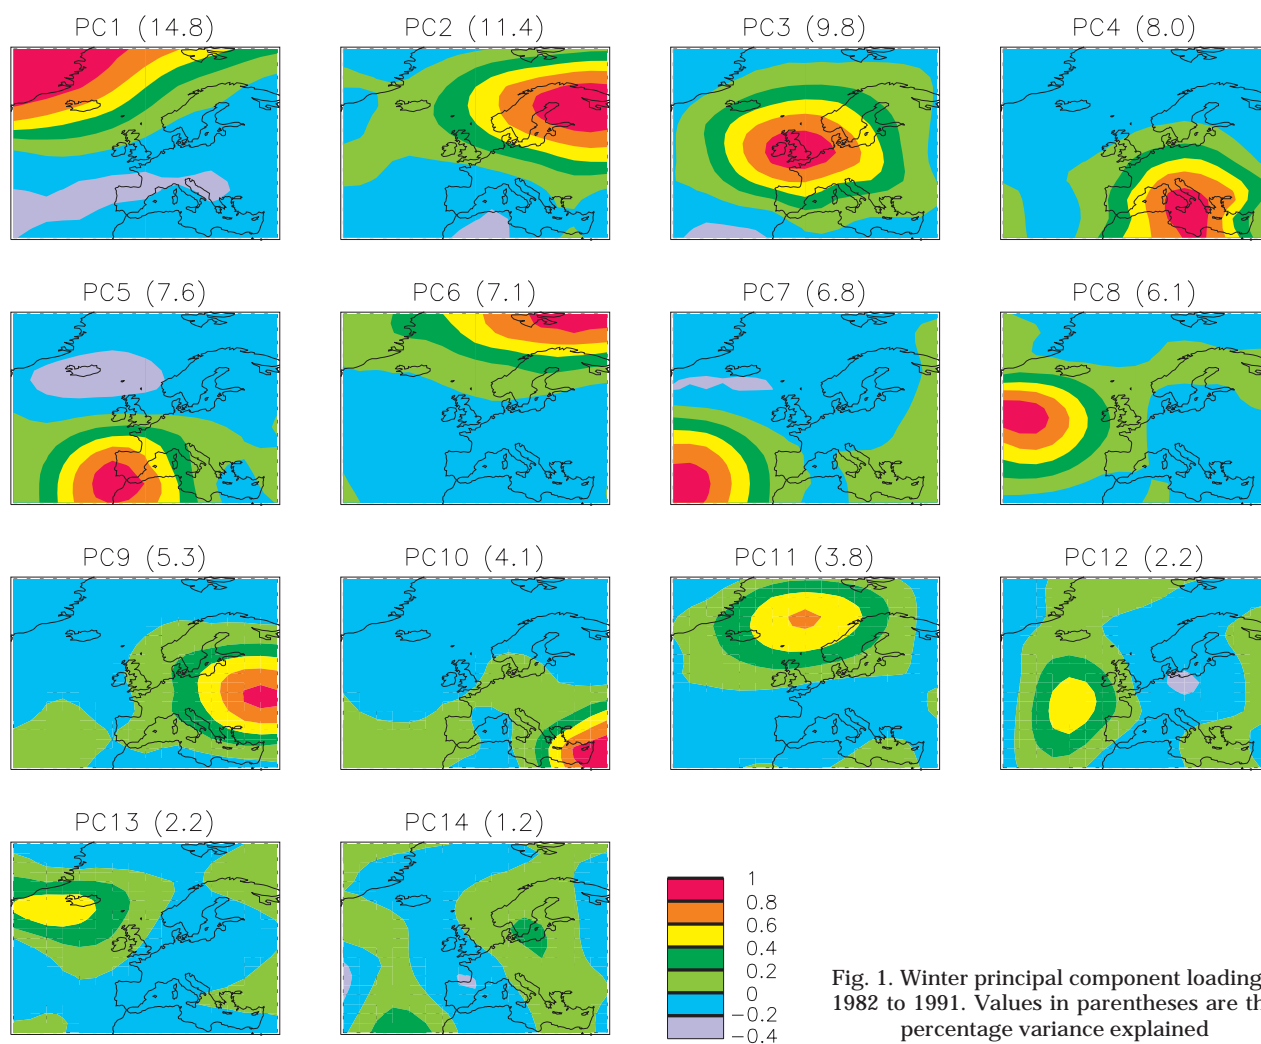 PC1 (14.8)
PC2 (11.4)
PC3 (9.8)
PC4 (8.0)
PC5 (7.6)
PC6 (7.1)
PC7 (6.8)
PC8 (6.1)
PC9 (5.3)
PC10 (4.1)
PC11 (3.8)
PC12 (2.2)
PC13 (2.2)
PC14 (1.2)
1
0.8
0.6
0.4
0.2
0
−0.2
−0.4
Fig. 1. Winter principal component loading
1982 to 1991. Values in parentheses are th
percentage variance explained